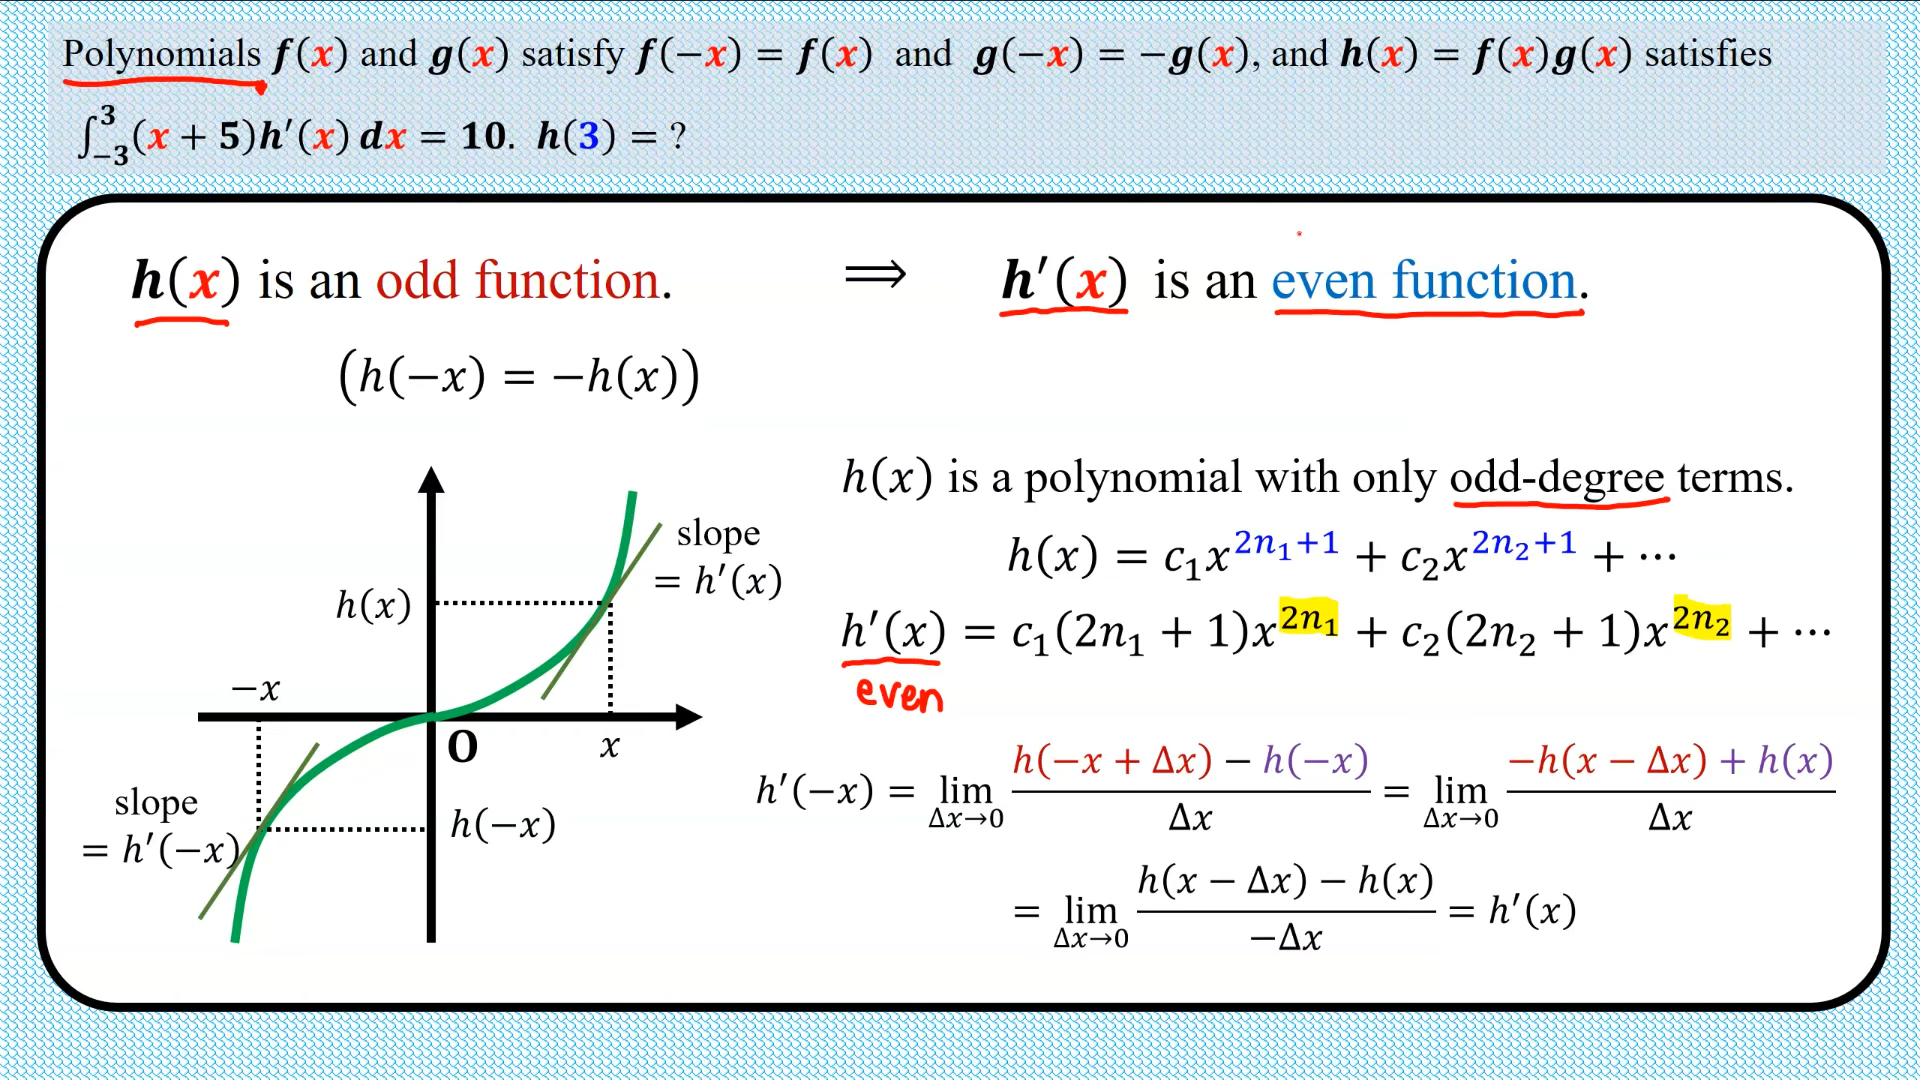 Polynomials f(x) and g(x) satisfy f(−x) = f(x) and g(−x) = −g(x), and h(x) = f(x)g(x) satisfies
∫₋₃³(x + 5)h′(x) dx = 10. h(3) = ?
h(x) is an odd function. ⟹ h′(x) is an even function.
(h(−x) = −h(x))
h(x) is a polynomial with only odd-degree terms.
h(x) = c₁x^{2n₁+1} + c₂x^{2n₂+1} + ⋯
h′(x) = c₁(2n₁ + 1)x^{2n₁} + c₂(2n₂ + 1)x^{2n₂} + ⋯
even
h′(−x) = lim_{Δx→0} (h(−x + Δx) − h(−x))/Δx = lim_{Δx→0} (−h(x − Δx) + h(x))/Δx
= lim_{Δx→0} (h(x − Δx) − h(x))/(−Δx) = h′(x)
slope
= h′(x)
h(x)
−x
O
x
slope
= h′(−x)
h(−x)